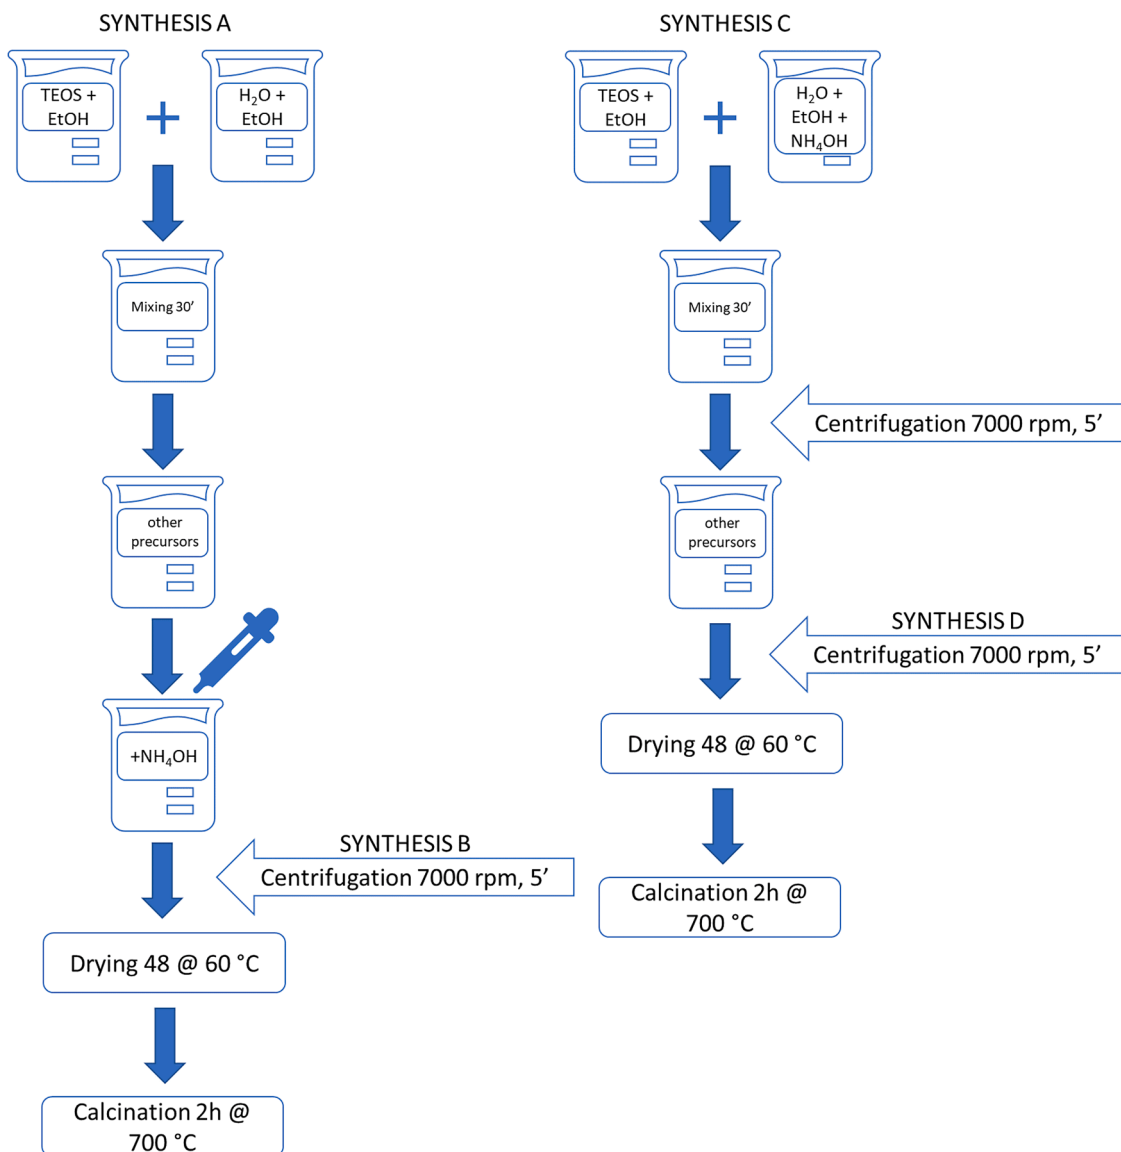 SYNTHESIS A
TEOS +
EtOH
H₂O +
EtOH
Mixing 30’
other
precursors
+NH₄OH
SYNTHESIS B
Centrifugation 7000 rpm, 5’
Drying 48 @ 60 °C
Calcination 2h @
700 °C
SYNTHESIS C
TEOS +
EtOH
H₂O +
EtOH +
NH₄OH
Mixing 30’
Centrifugation 7000 rpm, 5’
other
precursors
SYNTHESIS D
Centrifugation 7000 rpm, 5’
Drying 48 @ 60 °C
Calcination 2h @
700 °C